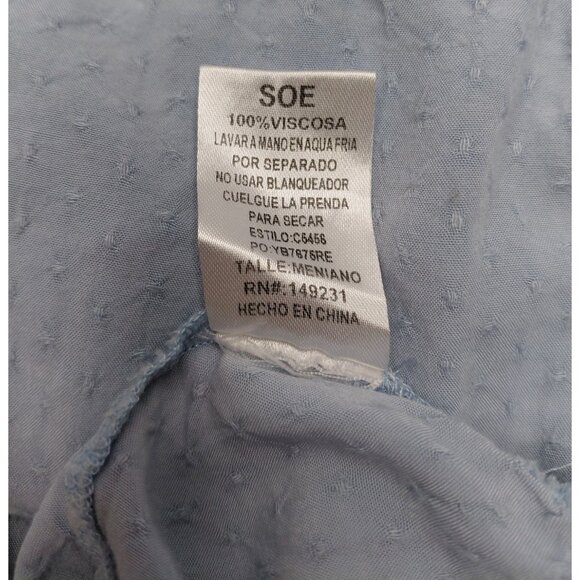 SOE
100%VISCOSA
LAVAR A MANO EN AQUA FRIA
POR SEPARADO
NO USAR BLANQUEADOR
CUELGUE LA PRENDA
PARA SECAR
ESTILO:C5456
PO:YB7676RE
TALLE:MENIANO
RN#:149231
HECHO EN CHINA